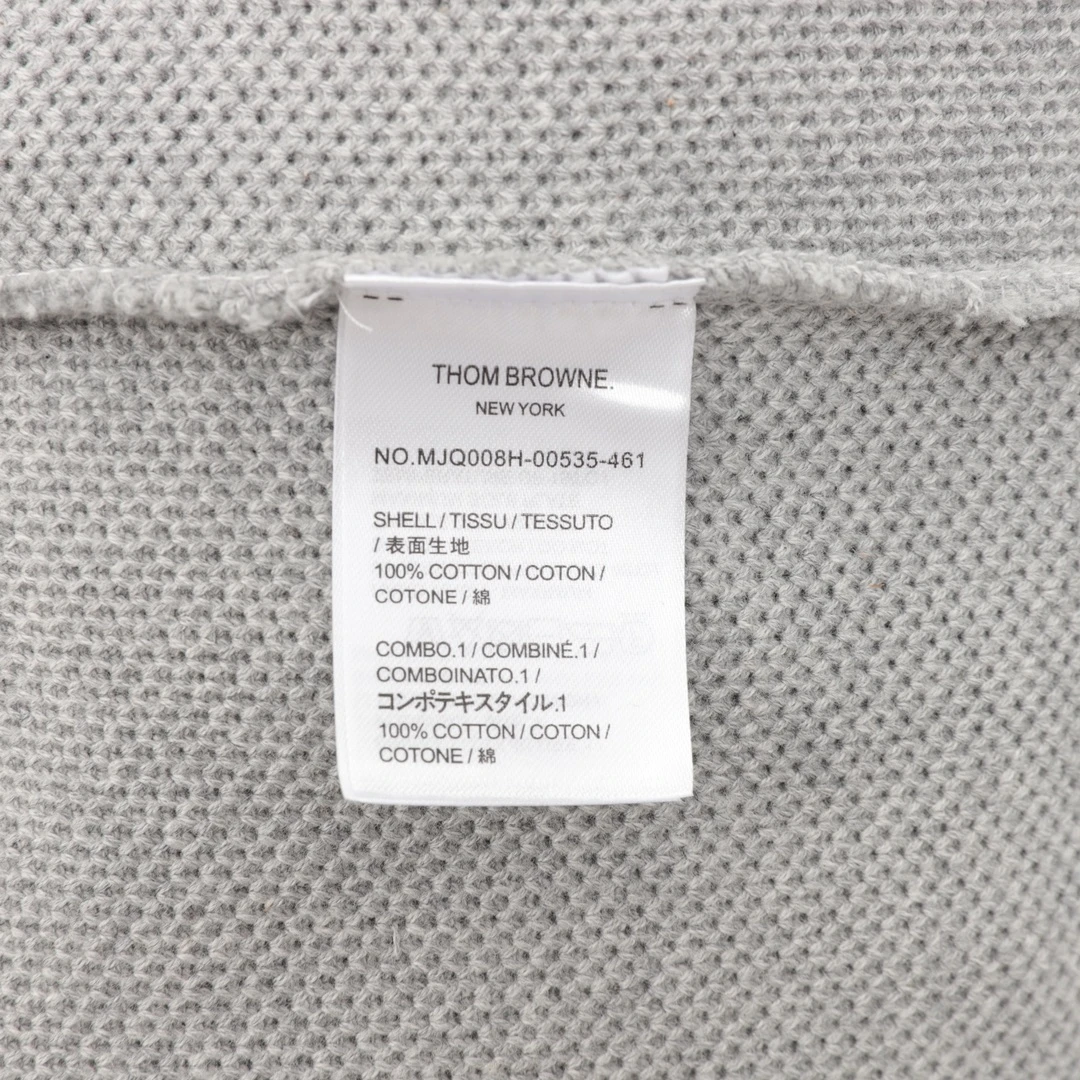 THOM BROWNE.
NEW YORK
NO.MJQ008H-00535-461
SHELL / TISSU / TESSUTO
/ 表面生地
100% COTTON / COTON /
COTONE / 綿
COMBO.1 / COMBINÉ.1 /
COMBOINATO.1 /
コンポテキスタイル.1
100% COTTON / COTON /
COTONE / 綿